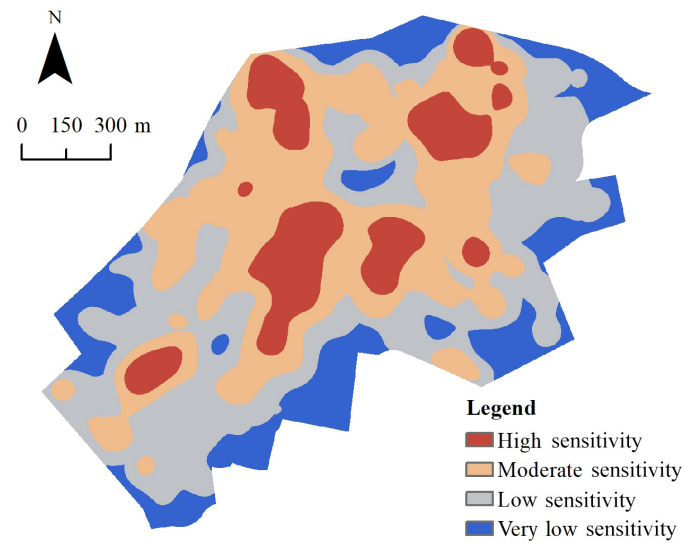 N
0 150 300 m
Legend
High sensitivity
Moderate sensitivity
Low sensitivity
Very low sensitivity